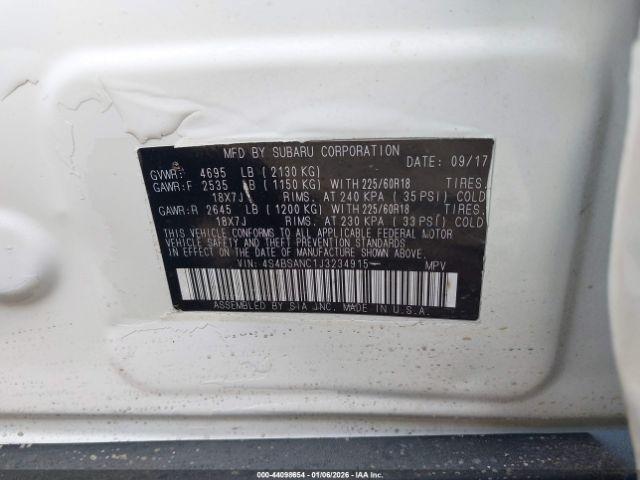 MFD BY SUBARU CORPORATION DATE: 09/17
GVWR: 4695 LB (2130 KG)
GAWR:F 2535 LB (1150 KG) WITH 225/60R18 TIRES.
18X7J RIMS. AT 240 KPA (35 PSI) COLD
GAWR:R 2645 LB (1200 KG) WITH 225/60R18 TIRES.
18X7J RIMS. AT 230 KPA (33 PSI) COLD
THIS VEHICLE CONFORMS TO ALL APPLICABLE FEDERAL MOTOR
VEHICLE SAFETY AND THEFT PREVENTION STANDARDS IN EFFECT
ON THE DATE OF MANUFACTURE SHOWN ABOVE.
VIN: 4S4BSANC1J3234915 MPV
ASSEMBLED BY SIA,INC. MADE IN U.S.A.
000-44098654 - 01/06/2026 - IAAI.COM